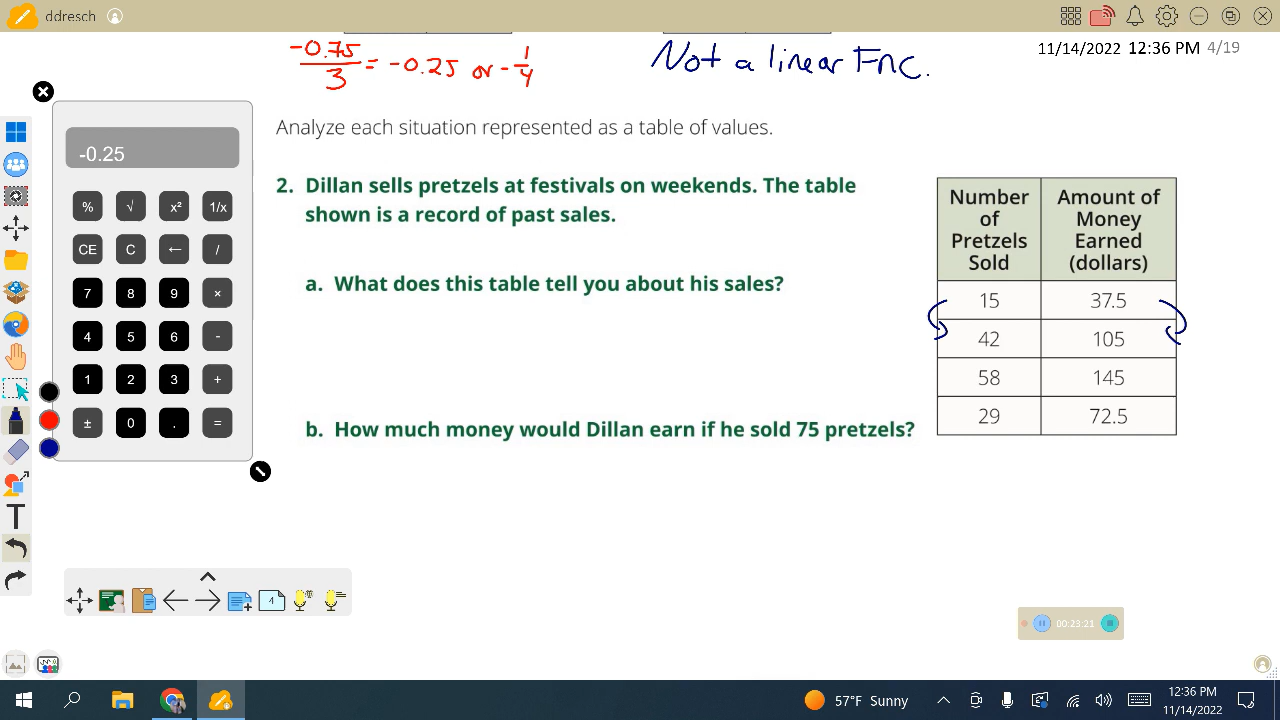 ddresch
11/14/2022 12:36 PM 4/19
-0.75
3
= -0.25 or -1/4
Not a linear Fnc.
-0.25
% √ x² 1/x
CE C ← /
7 8 9 ×
4 5 6 -
1 2 3 +
± 0 . =
Analyze each situation represented as a table of values.
2. Dillan sells pretzels at festivals on weekends. The table
shown is a record of past sales.
a. What does this table tell you about his sales?
b. How much money would Dillan earn if he sold 75 pretzels?
Number Amount of
of Money
Pretzels Earned
Sold (dollars)
15 37.5
42 105
58 145
29 72.5
T
4
00:23:21
57°F Sunny
12:36 PM
11/14/2022